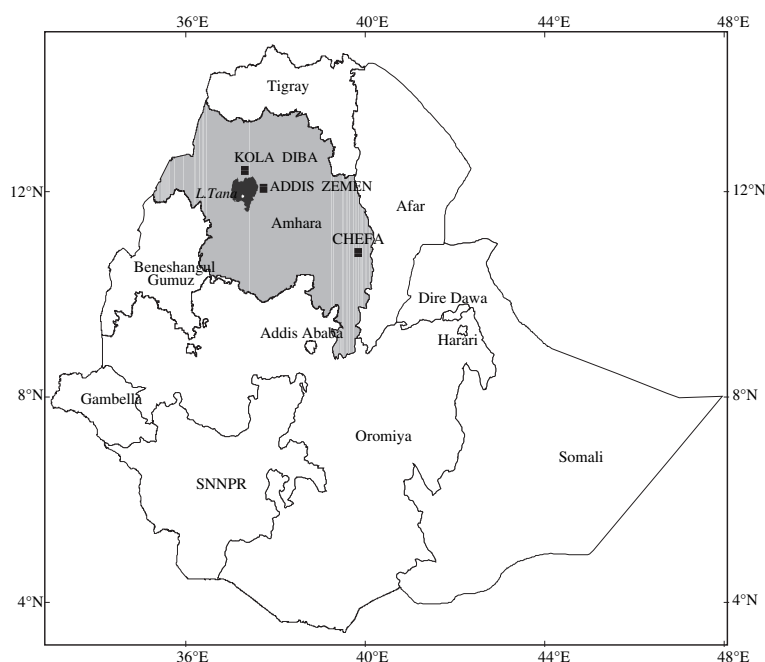 36°E 40°E 44°E 48°E
Tigray
KOLA DIBA
ADDIS ZEMEN
L.Tana
12°N 12°N
Afar
Amhara
CHEFA
Beneshangul
Gumuz
Dire Dawa
Addis Ababa
Harari
8°N 8°N
Gambella
Oromiya
Somali
SNNPR
4°N 4°N
36°E 40°E 44°E 48°E